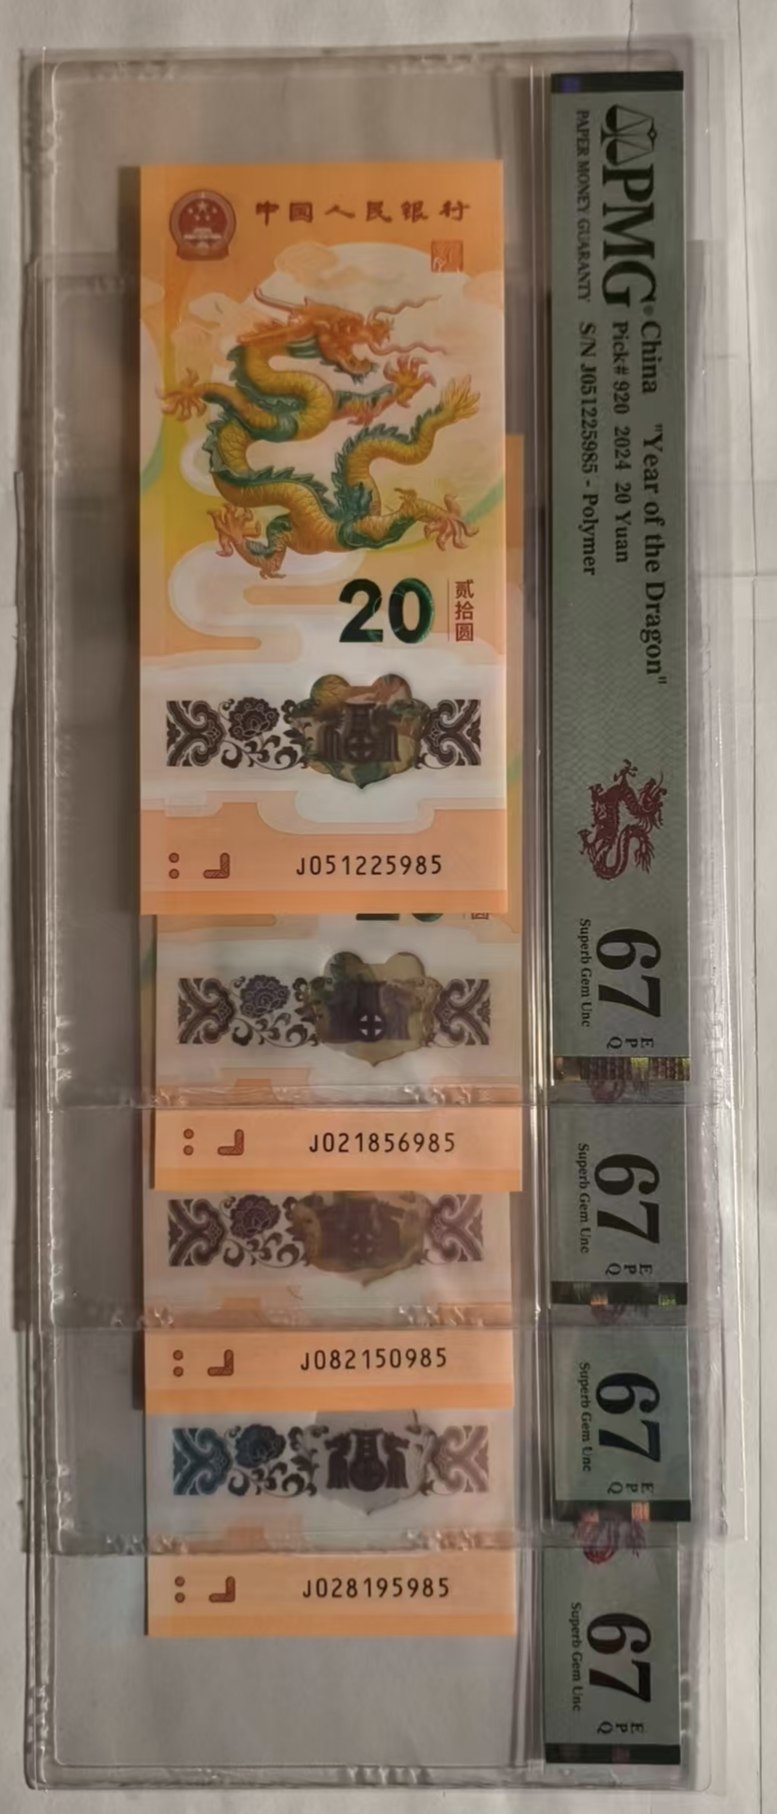 中国人民银行
20
贰拾圆
J051225985
J021856985
J082150985
J028195985
PMG®
PAPER MONEY GUARANTY
China "Year of the Dragon"
Pick# 920 2024 20 Yuan
S/N J051225985 - Polymer
67 EPQ
Superb Gem Unc
67 EPQ
Superb Gem Unc
67 EPQ
Superb Gem Unc
67 EPQ
Superb Gem Unc